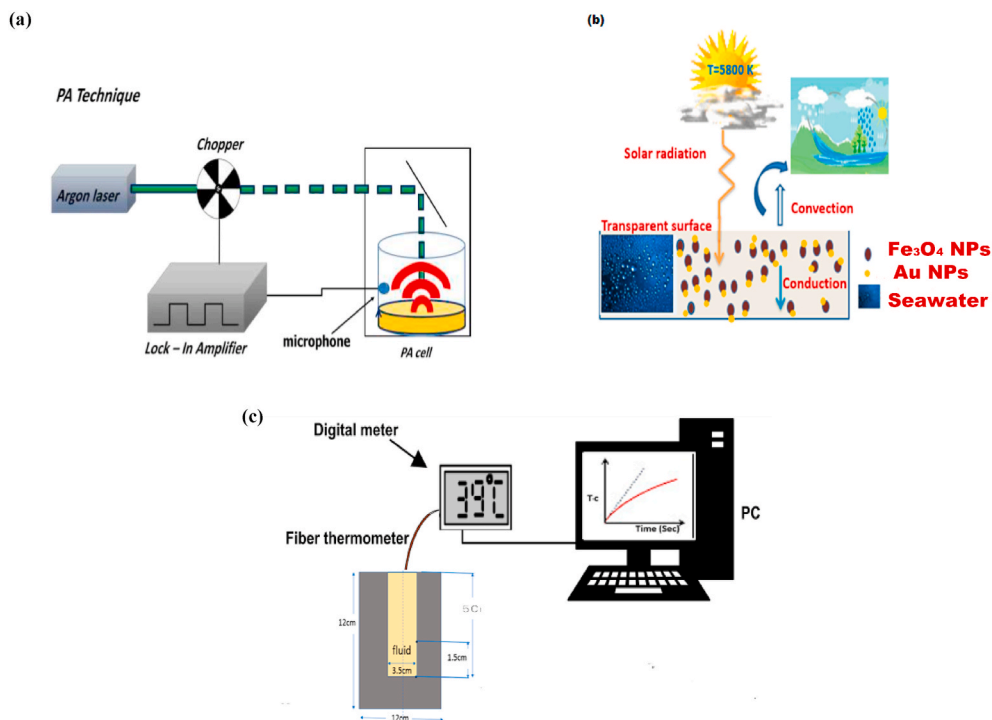 (a)
PA Technique
Chopper
Argon laser
microphone
Lock – In Amplifier
PA cell
(b)
T=5800 K
Solar radiation
Convection
Transparent surface
Conduction
Fe₃O₄ NPs
Au NPs
Seawater
(c)
Digital meter
39°C
T·c
Time (Sec)
PC
Fiber thermometer
12cm
fluid
3.5cm
1.5cm
12cm